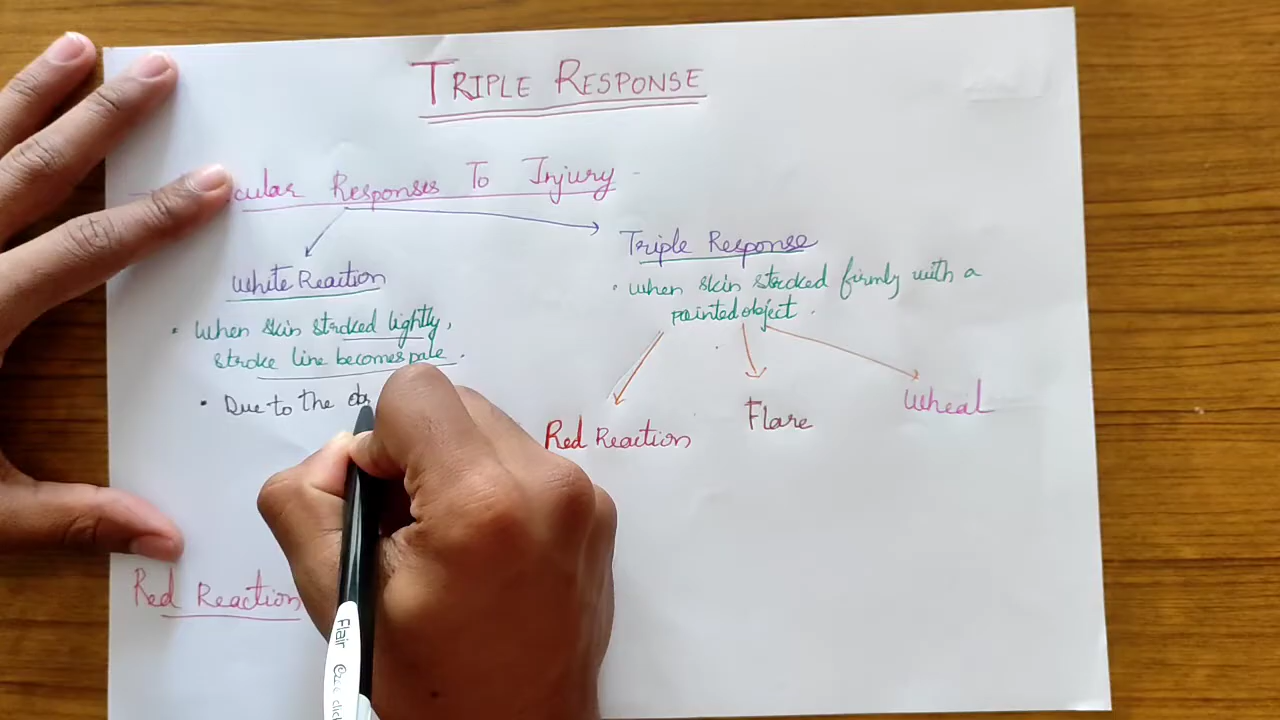 TRIPLE RESPONSE
cular Responses To Injury -
White Reaction
• When skin stroked lightly,
stroke line becomes pale.
• Due to the
Triple Response
• when skin stroked firmly with a
pointed object.
Red Reaction
Flare
Wheal
Red Reaction
Flair